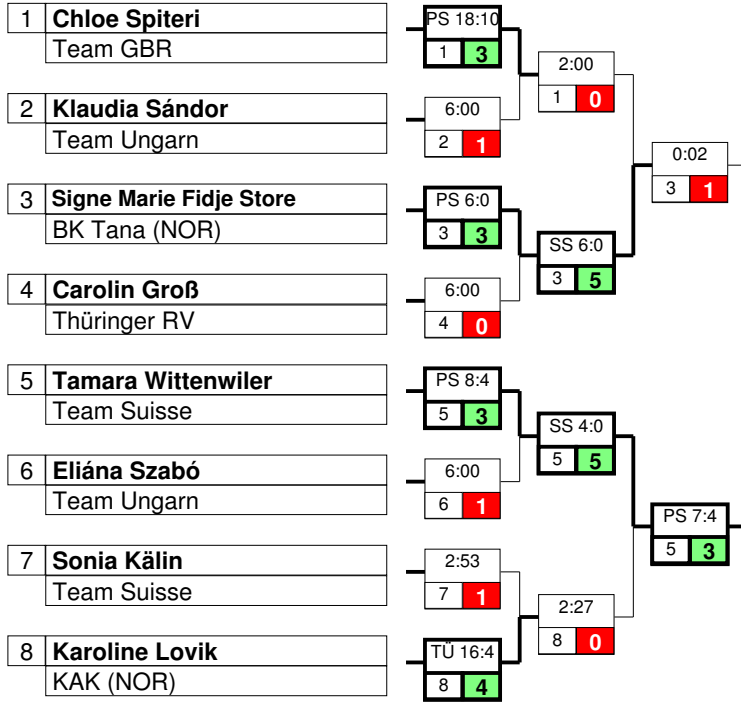 1 Chloe Spiteri
Team GBR
PS 18:10
1 3
2:00
1 0
2 Klaudia Sándor
Team Ungarn
6:00
2 1
0:02
3 1
3 Signe Marie Fidje Store
BK Tana (NOR)
PS 6:0
3 3
SS 6:0
3 5
4 Carolin Groß
Thüringer RV
6:00
4 0
5 Tamara Wittenwiler
Team Suisse
PS 8:4
5 3
SS 4:0
5 5
6 Eliána Szabó
Team Ungarn
6:00
6 1
PS 7:4
5 3
7 Sonia Kälin
Team Suisse
2:53
7 1
2:27
8 0
8 Karoline Lovik
KAK (NOR)
TÜ 16:4
8 4